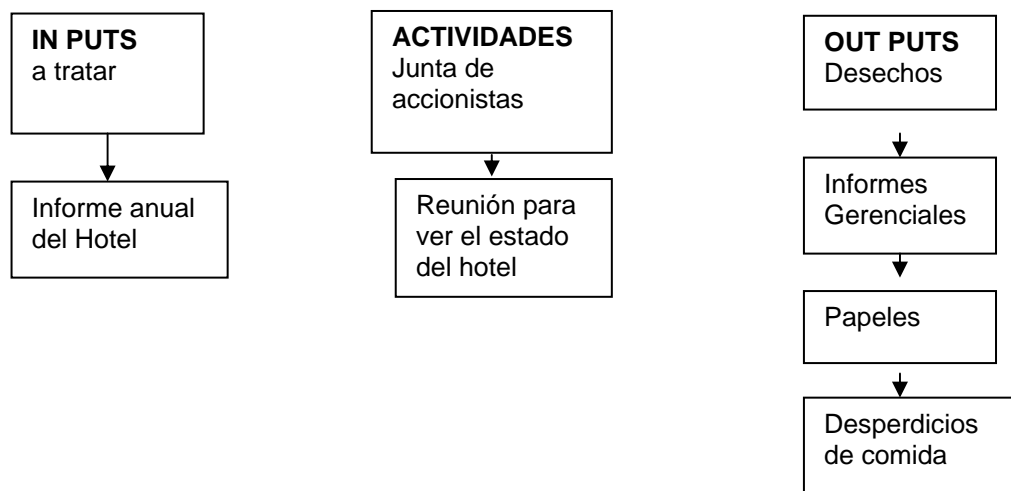 IN PUTS
a tratar
Informe anual
del Hotel
ACTIVIDADES
Junta de
accionistas
Reunión para
ver el estado
del hotel
OUT PUTS
Desechos
Informes
Gerenciales
Papeles
Desperdicios
de comida